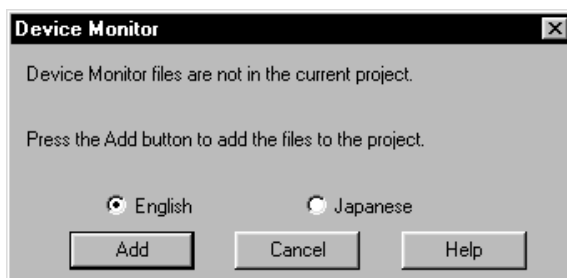 Device Monitor
Device Monitor files are not in the current project.
Press the Add button to add the files to the project.
English Japanese
Add Cancel Help